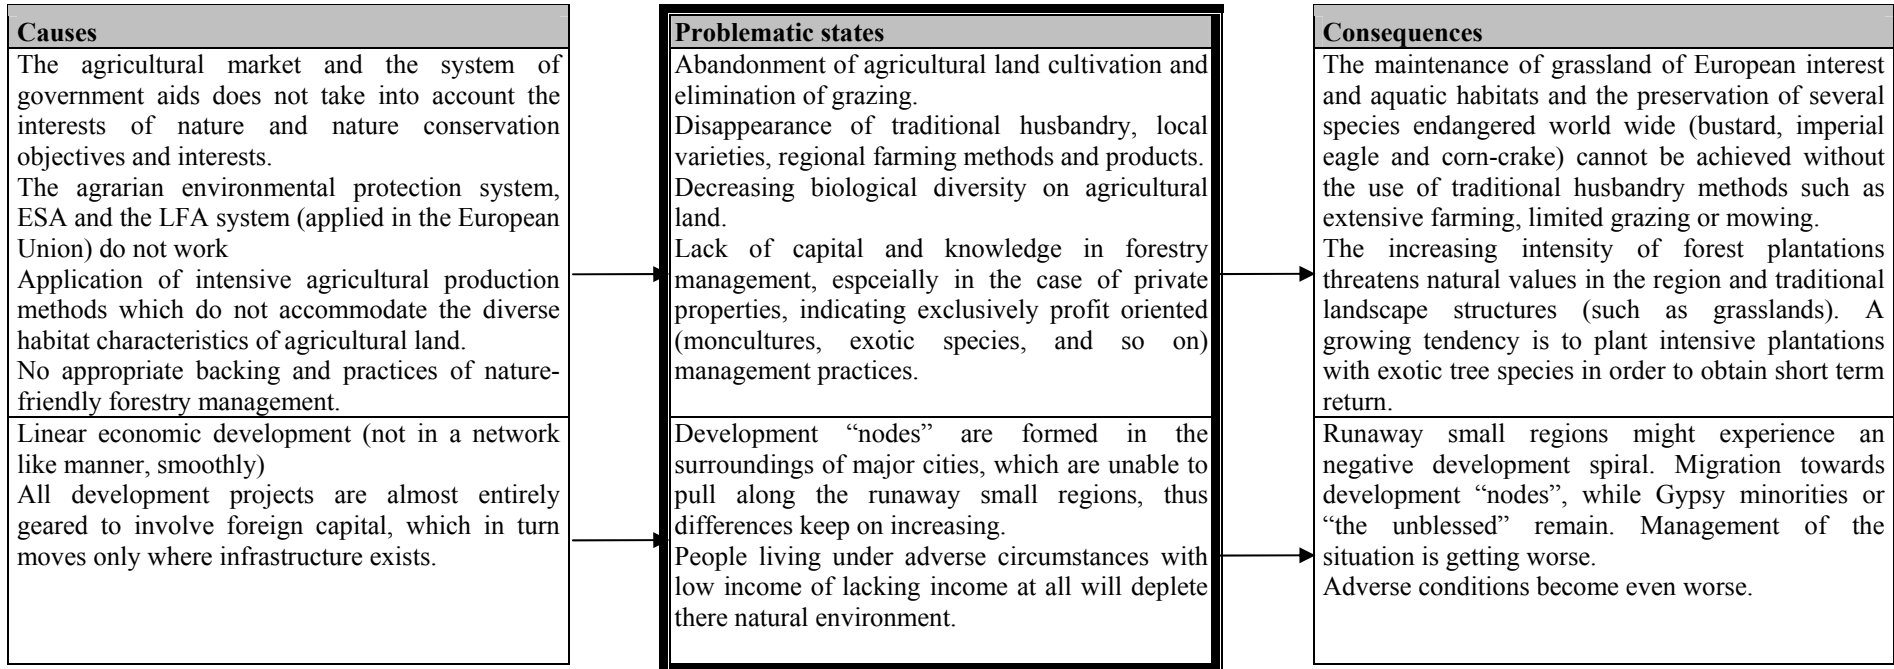 Causes
The agricultural market and the system of
government aids does not take into account the
interests of nature and nature conservation
objectives and interests.
The agrarian environmental protection system,
ESA and the LFA system (applied in the European
Union) do not work
Application of intensive agricultural production
methods which do not accommodate the diverse
habitat characteristics of agricultural land.
No appropriate backing and practices of nature-
friendly forestry management.
Linear economic development (not in a network
like manner, smoothly)
All development projects are almost entirely
geared to involve foreign capital, which in turn
moves only where infrastructure exists.
Problematic states
Abandonment of agricultural land cultivation and
elimination of grazing.
Disappearance of traditional husbandry, local
varieties, regional farming methods and products.
Decreasing biological diversity on agricultural
land.
Lack of capital and knowledge in forestry
management, espceially in the case of private
properties, indicating exclusively profit oriented
(moncultures, exotic species, and so on)
management practices.
Development “nodes” are formed in the
surroundings of major cities, which are unable to
pull along the runaway small regions, thus
differences keep on increasing.
People living under adverse circumstances with
low income of lacking income at all will deplete
there natural environment.
Consequences
The maintenance of grassland of European interest
and aquatic habitats and the preservation of several
species endangered world wide (bustard, imperial
eagle and corn-crake) cannot be achieved without
the use of traditional husbandry methods such as
extensive farming, limited grazing or mowing.
The increasing intensity of forest plantations
threatens natural values in the region and traditional
landscape structures (such as grasslands). A
growing tendency is to plant intensive plantations
with exotic tree species in order to obtain short term
return.
Runaway small regions might experience an
negative development spiral. Migration towards
development “nodes”, while Gypsy minorities or
“the unblessed” remain. Management of the
situation is getting worse.
Adverse conditions become even worse.